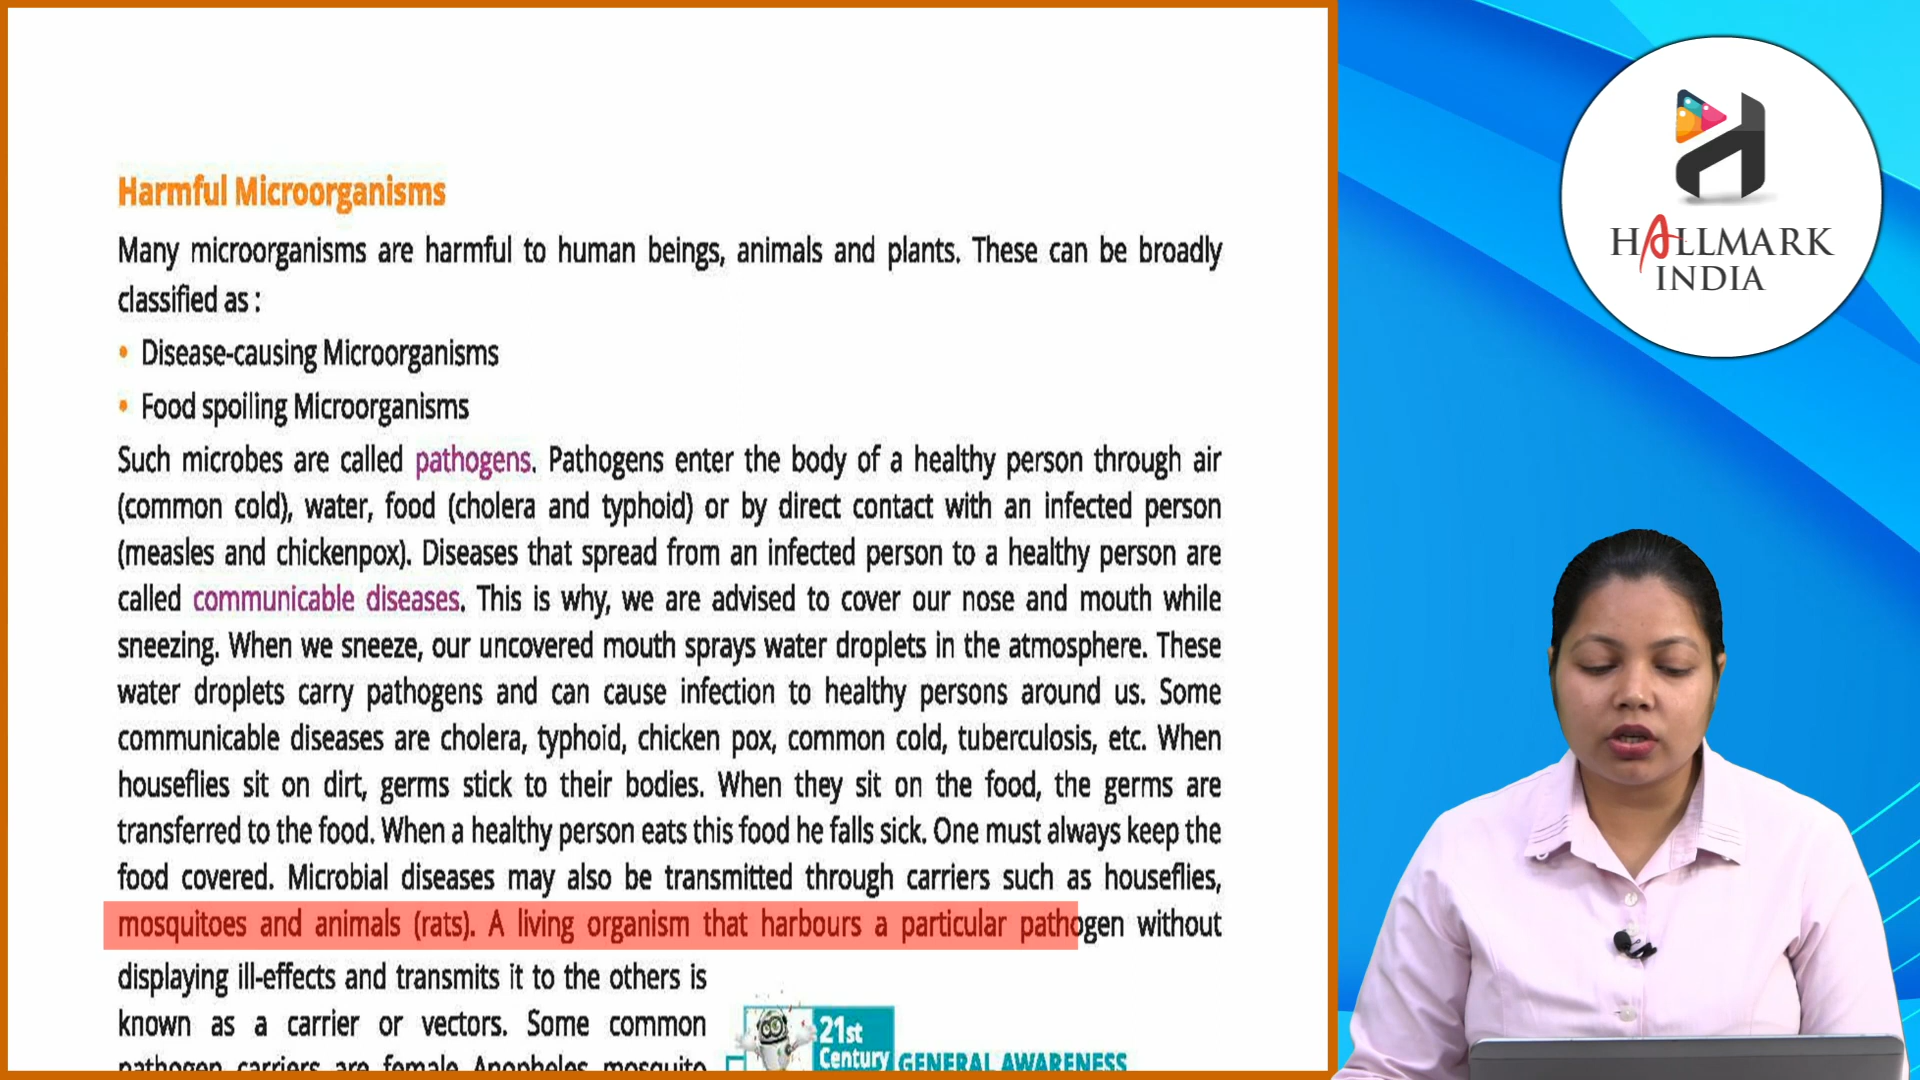 Harmful Microorganisms
Many microorganisms are harmful to human beings, animals and plants. These can be broadly
classified as :
• Disease-causing Microorganisms
• Food spoiling Microorganisms
Such microbes are called pathogens. Pathogens enter the body of a healthy person through air
(common cold), water, food (cholera and typhoid) or by direct contact with an infected person
(measles and chickenpox). Diseases that spread from an infected person to a healthy person are
called communicable diseases. This is why, we are advised to cover our nose and mouth while
sneezing. When we sneeze, our uncovered mouth sprays water droplets in the atmosphere. These
water droplets carry pathogens and can cause infection to healthy persons around us. Some
communicable diseases are cholera, typhoid, chicken pox, common cold, tuberculosis, etc. When
houseflies sit on dirt, germs stick to their bodies. When they sit on the food, the germs are
transferred to the food. When a healthy person eats this food he falls sick. One must always keep the
food covered. Microbial diseases may also be transmitted through carriers such as houseflies,
mosquitoes and animals (rats). A living organism that harbours a particular pathogen without
displaying ill-effects and transmits it to the others is
known as a carrier or vectors. Some common
pathogen carriers are female Anopheles mosquito
21st
Century
GENERAL AWARENESS
HALLMARK
INDIA